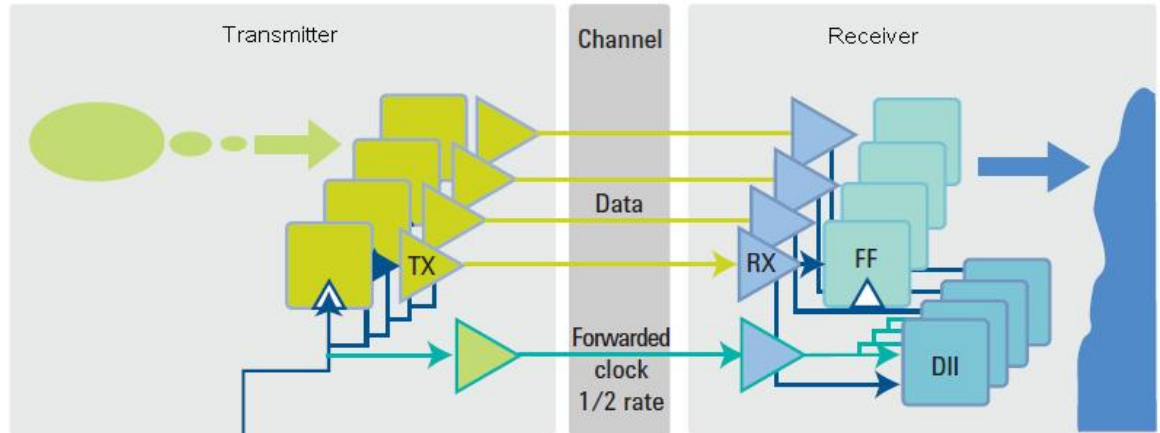 Transmitter
Channel
Receiver
Data
TX
RX
FF
Forwarded
clock
1/2 rate
DII